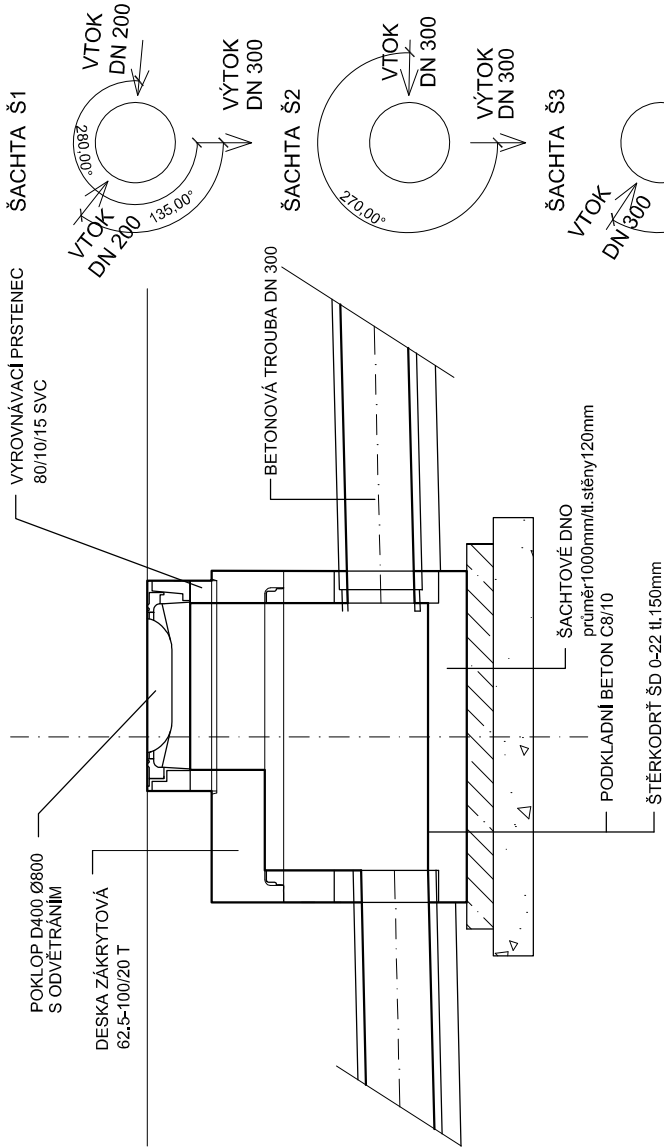 POKLOP D400 Ø800
S ODVĚTRÁNÍM
DESKA ZÁKRYTOVÁ
62.5-100/20 T
VYROVNÁVACÍ PRSTENEC
80/10/15 SVC
BETONOVÁ TROUBA DN 300
ŠACHTOVÉ DNO
průměr1000mm/tl.stěny120mm
PODKLADNÍ BETON C8/10
ŠTĚRKODRŤ ŠD 0-22 tl.150mm
ŠACHTA Š1
VTOK
DN 200
280,00°
VTOK
DN 200
135,00°
VÝTOK
DN 300
ŠACHTA Š2
VTOK
DN 300
270,00°
VÝTOK
DN 300
ŠACHTA Š3
VTOK
DN 300